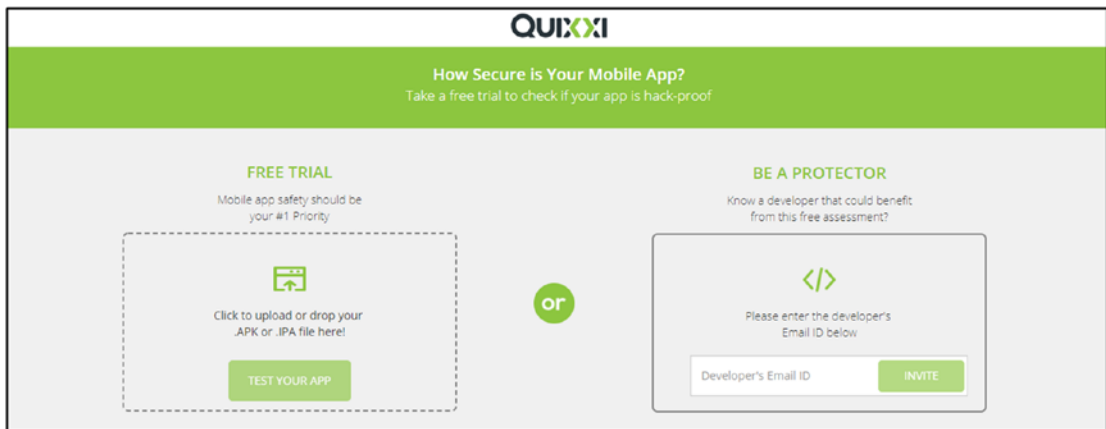 QUIXXI
How Secure is Your Mobile App?
Take a free trial to check if your app is hack-proof
FREE TRIAL
Mobile app safety should be
your #1 Priority
Click to upload or drop your
.APK or .IPA file here!
TEST YOUR APP
or
BE A PROTECTOR
Know a developer that could benefit
from this free assessment?
</>
Please enter the developer's
Email ID below
Developer's Email ID
INVITE